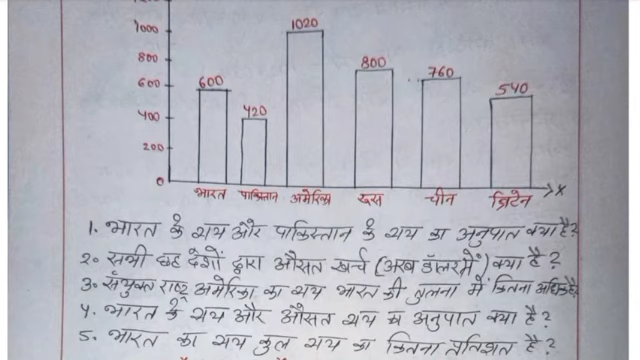 1000
1020
800
800
760
600
600
540
400
420
200
0
भारत पाकिस्तान अमेरिका रूस चीन ब्रिटेन X
1. भारत के व्यय और पाकिस्तान के व्यय का अनुपात क्या है?
2. सभी छह देशों द्वारा औसत खर्च (अरब डॉलर में) क्या है?
3. संयुक्त राष्ट्र अमेरिका का व्यय भारत की तुलना में कितना अधिक है?
4. भारत के व्यय और औसत व्यय का अनुपात क्या है?
5. भारत का व्यय कुल व्यय का कितना प्रतिशत है?